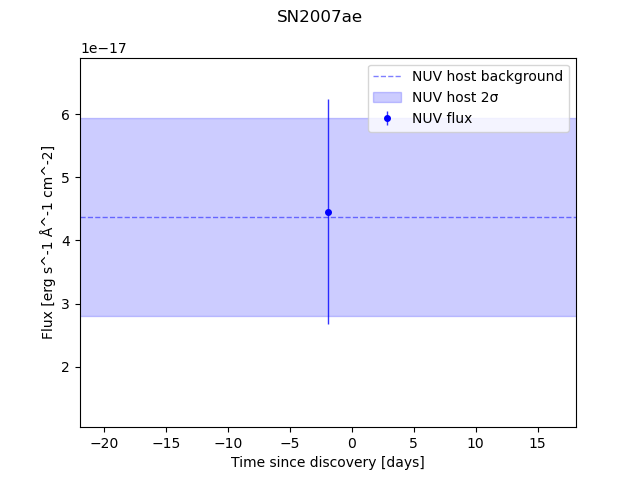 SN2007ae
1e−17
NUV host background
NUV host 2σ
NUV flux
6
5
4
3
2
Flux [erg s^-1 Å^-1 cm^-2]
−20 −15 −10 −5 0 5 10 15
Time since discovery [days]